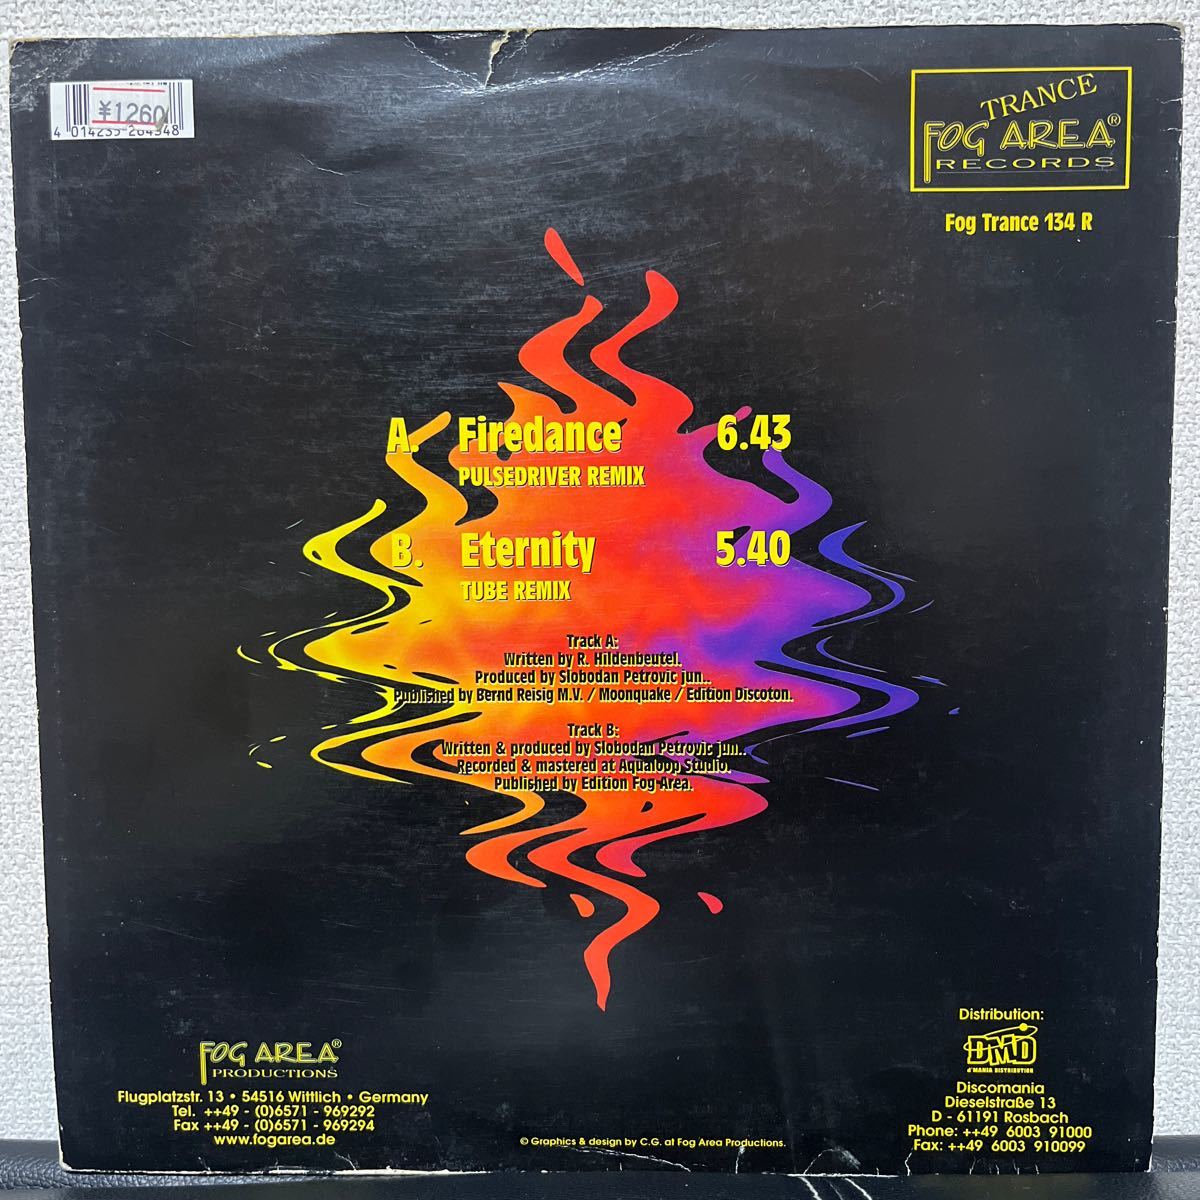 ¥1260
TRANCE
FOG AREA®
RECORDS
Fog Trance 134 R
A. Firedance 6.43
PULSEDRIVER REMIX
B. Eternity 5.40
TUBE REMIX
Track A:
Written by R. Hildenbeutel.
Produced by Slobodan Petrovic jun..
Published by Bernd Reisig M.V. / Moonquake / Edition Discoton.
Track B:
Written & produced by Slobodan Petrovic jun..
Recorded & mastered at Aqualoop Studio.
Published by Edition Fog Area.
FOG AREA®
PRODUCTIONS
Flugplatzstr. 13 • 54516 Wittlich • Germany
Tel. ++49 - (0)6571 - 969292
Fax ++49 - (0)6571 - 969294
www.fogarea.de
© Graphics & design by C.G. at Fog Area Productions.
Distribution:
DMD
d'MANIA DISTRIBUTION
Discomania
Dieselstraße 13
D - 61191 Rosbach
Phone: ++49 6003 91000
Fax: ++49 6003 910099